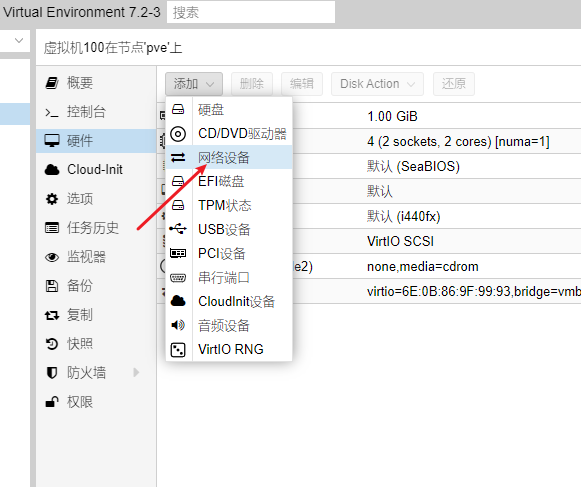 Virtual Environment 7.2-3 搜索
虚拟机100在节点'pve'上
概要
控制台
硬件
Cloud-Init
选项
任务历史
监视器
备份
复制
快照
防火墙
权限
添加 删除 编辑 Disk Action 还原
硬盘
CD/DVD驱动器
网络设备
EFI磁盘
TPM状态
USB设备
PCI设备
串行端口
CloudInit设备
音频设备
VirtIO RNG
1.00 GiB
4 (2 sockets, 2 cores) [numa=1]
默认 (SeaBIOS)
默认
默认 (i440fx)
VirtIO SCSI
e2) none,media=cdrom
virtio=6E:0B:86:9F:99:93,bridge=vmb